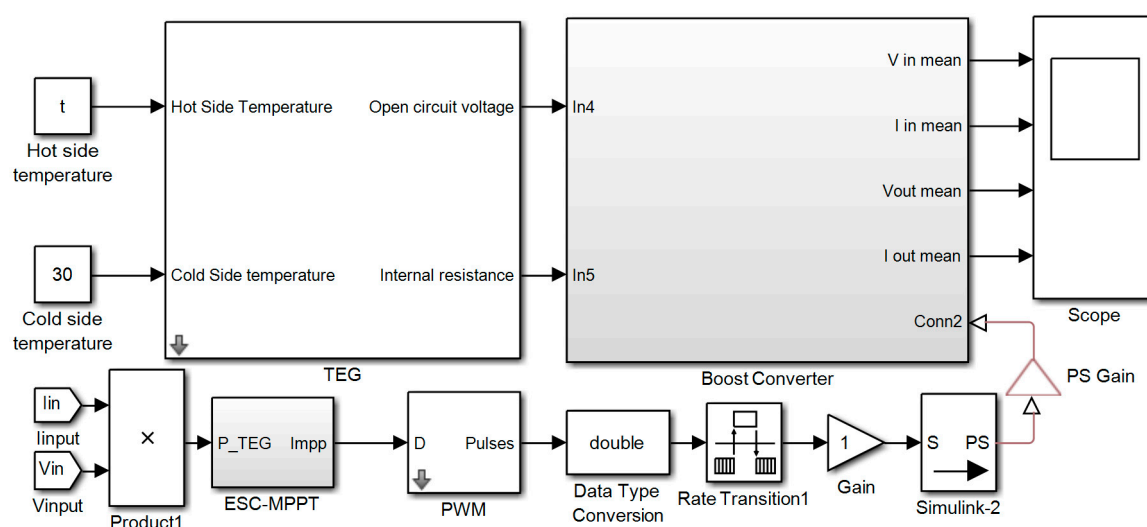 V in mean
t
Hot Side Temperature
Open circuit voltage
In4
I in mean
Hot side
temperature
Vout mean
30
Cold Side temperature
Internal resistance
In5
I out mean
Cold side
temperature
Conn2
Scope
TEG
Boost Converter
PS Gain
Iin
Iinput
×
P_TEG
Impp
D
Pulses
double
1
S
PS
Vin
Vinput
Product1
ESC-MPPT
PWM
Data Type
Conversion
Rate Transition1
Gain
Simulink-2